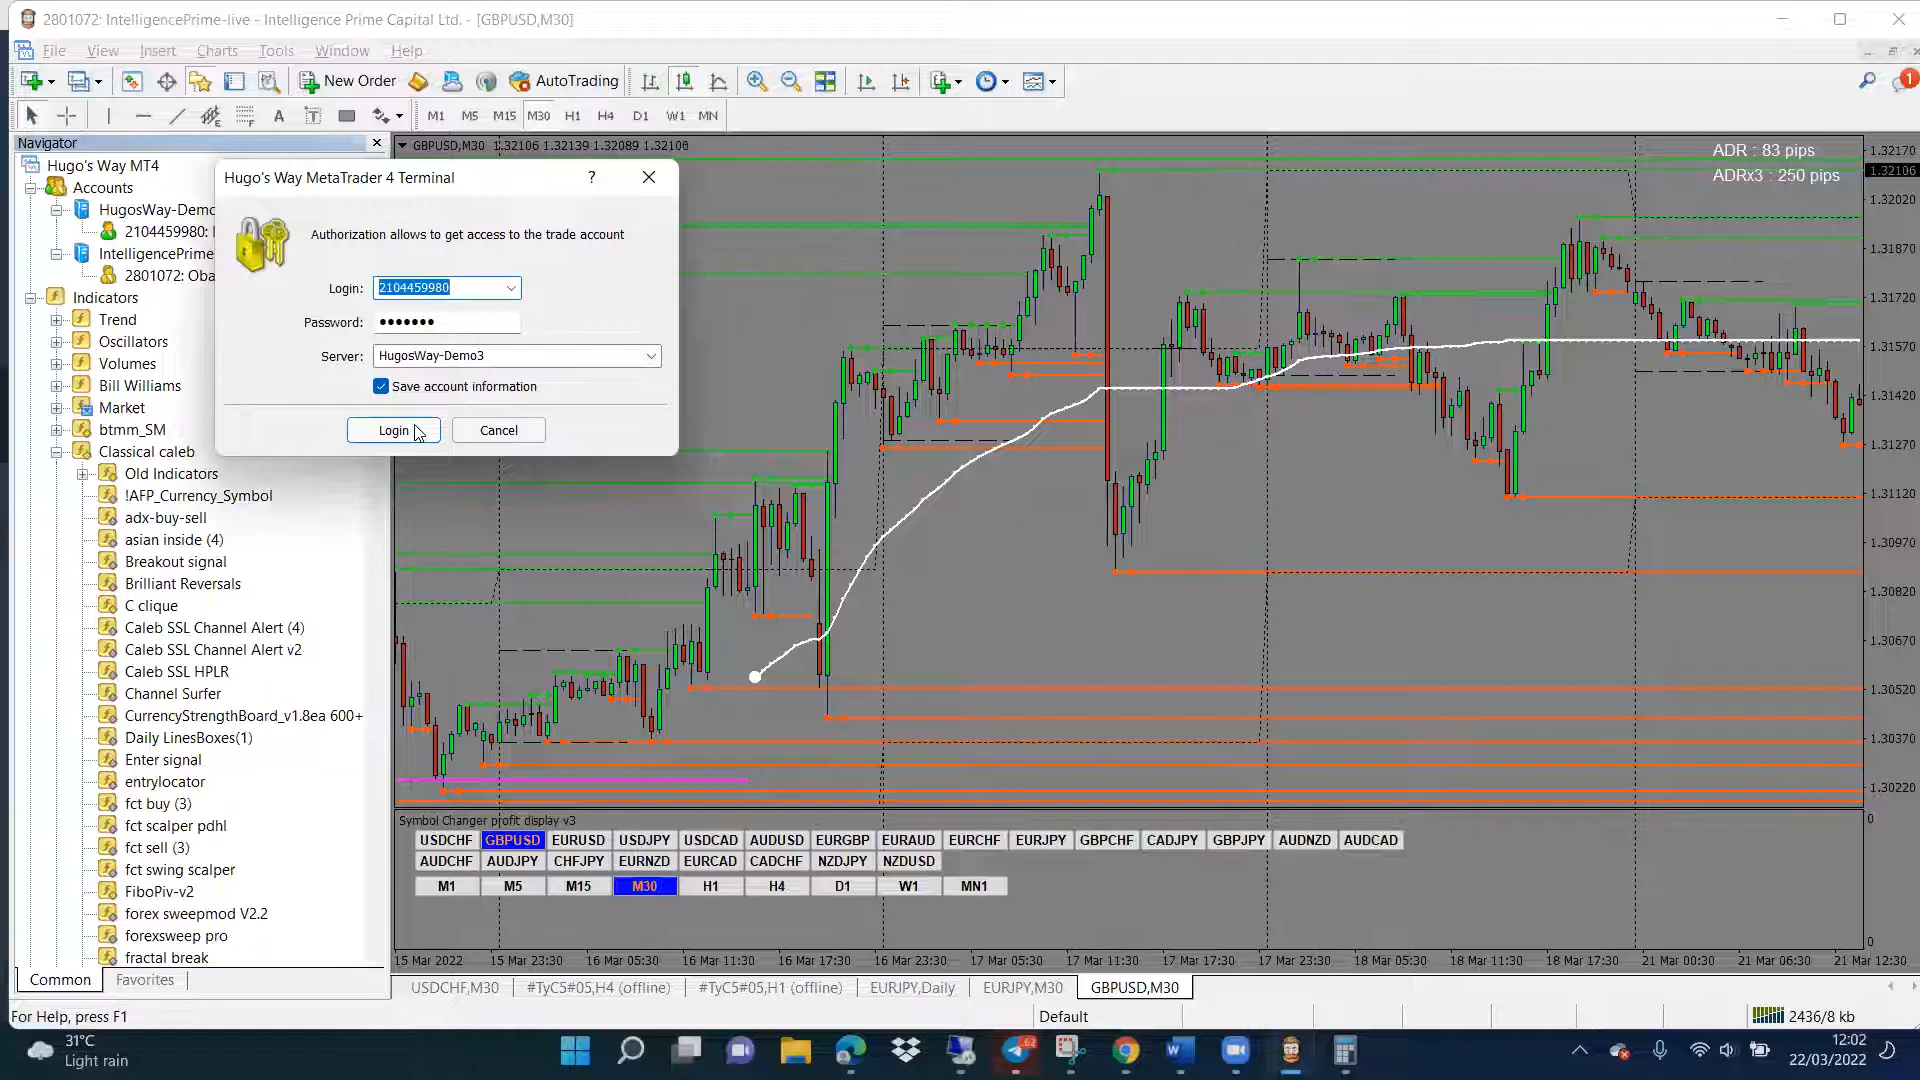 2801072: IntelligencePrime-live - Intelligence Prime Capital Ltd. - [GBPUSD,M30]
File View Insert Charts Tools Window Help
New Order AutoTrading
1
A T
M1 M5 M15 M30 H1 H4 D1 W1 MN
Navigator
Hugo's Way MT4
Accounts
HugosWay-Demo
2104459980:
IntelligencePrime
2801072: Oba
Indicators
Trend
Oscillators
Volumes
Bill Williams
Market
btmm_SM
Classical caleb
Old Indicators
!AFP_Currency_Symbol
adx-buy-sell
asian inside (4)
Breakout signal
Brilliant Reversals
C clique
Caleb SSL Channel Alert (4)
Caleb SSL Channel Alert v2
Caleb SSL HPLR
Channel Surfer
CurrencyStrengthBoard_v1.8ea 600+
Daily LinesBoxes(1)
Enter signal
entrylocator
fct buy (3)
fct scalper pdhl
fct sell (3)
fct swing scalper
FiboPiv-v2
forex sweepmod V2.2
forexsweep pro
fractal break
Common Favorites
Hugo's Way MetaTrader 4 Terminal
Authorization allows to get access to the trade account
Login: 2104459980
Password: •••••••
Server: HugosWay-Demo3
Save account information
Login Cancel
GBPUSD,M30 1.32106 1.32139 1.32089 1.32106
ADR : 83 pips
ADRx3 : 250 pips
1.32170
1.32106
1.32020
1.31870
1.31720
1.31570
1.31420
1.31270
1.31120
1.30970
1.30820
1.30670
1.30520
1.30370
1.30220
Symbol Changer profit display v3
USDCHF GBPUSD EURUSD USDJPY USDCAD AUDUSD EURGBP EURAUD EURCHF EURJPY GBPCHF CADJPY GBPJPY AUDNZD AUDCAD
AUDCHF AUDJPY CHFJPY EURNZD EURCAD CADCHF NZDJPY NZDUSD
M1 M5 M15 M30 H1 H4 D1 W1 MN1
0
0
15 Mar 2022 15 Mar 23:30 16 Mar 05:30 16 Mar 11:30 16 Mar 17:30 16 Mar 23:30 17 Mar 05:30 17 Mar 11:30 17 Mar 17:30 17 Mar 23:30 18 Mar 05:30 18 Mar 11:30 18 Mar 17:30 21 Mar 00:30 21 Mar 06:30 21 Mar 12:30
USDCHF,M30 #TyC5#05,H4 (offline) #TyC5#05,H1 (offline) EURJPY,Daily EURJPY,M30 GBPUSD,M30
For Help, press F1 Default 2436/8 kb
31°C
Light rain
62
12:02
22/03/2022